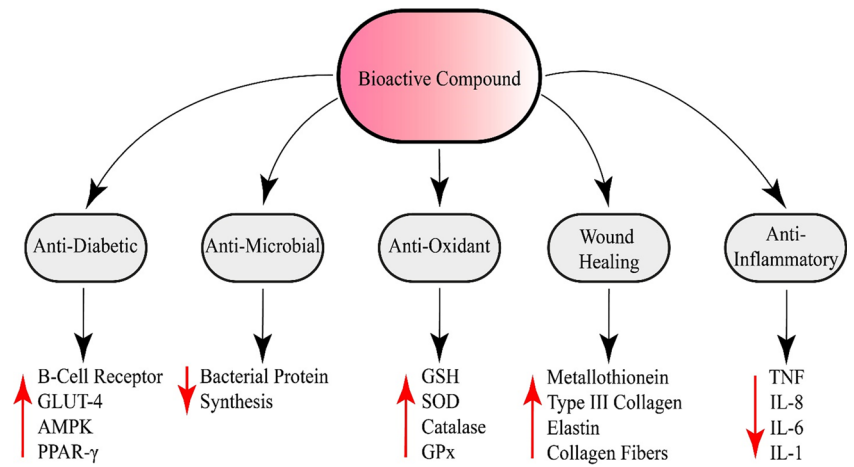 Bioactive Compound
Anti-Diabetic
Anti-Microbial
Anti-Oxidant
Wound
Healing
Anti-
Inflammatory
B-Cell Receptor
GLUT-4
AMPK
PPAR-γ
Bacterial Protein
Synthesis
GSH
SOD
Catalase
GPx
Metallothionein
Type III Collagen
Elastin
Collagen Fibers
TNF
IL-8
IL-6
IL-1